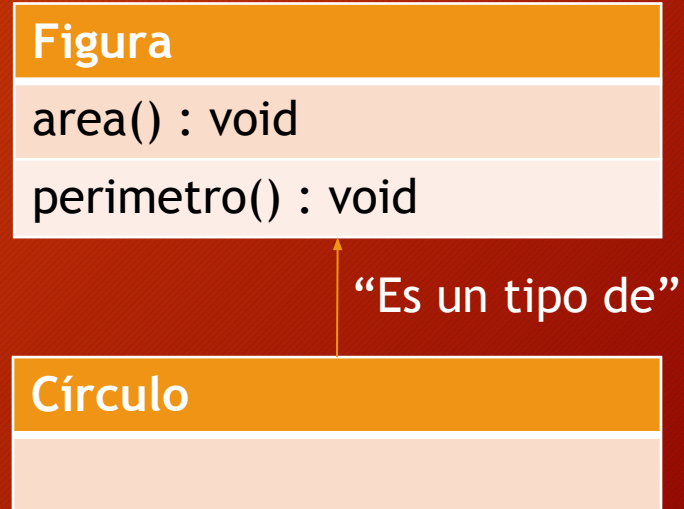 Figura
area() : void
perimetro() : void
“Es un tipo de”
Círculo